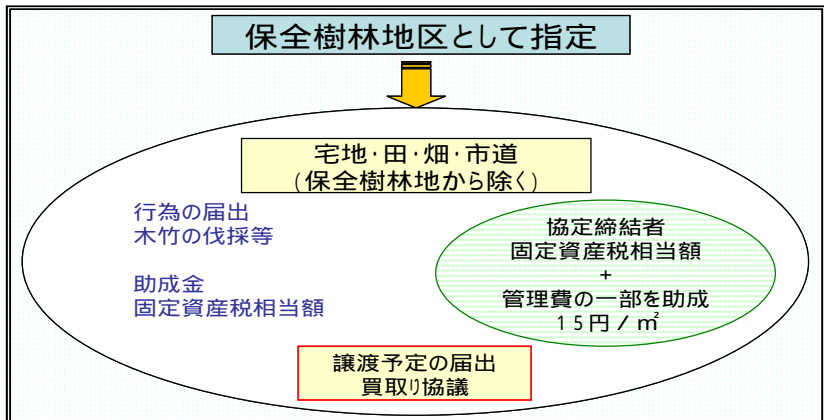 保全樹林地区として指定
宅地・田・畑・市道
(保全樹林地から除く)
行為の届出
木竹の伐採等
助成金
固定資産税相当額
協定締結者
固定資産税相当額
+
管理費の一部を助成
15円/㎡
譲渡予定の届出
買取り協議